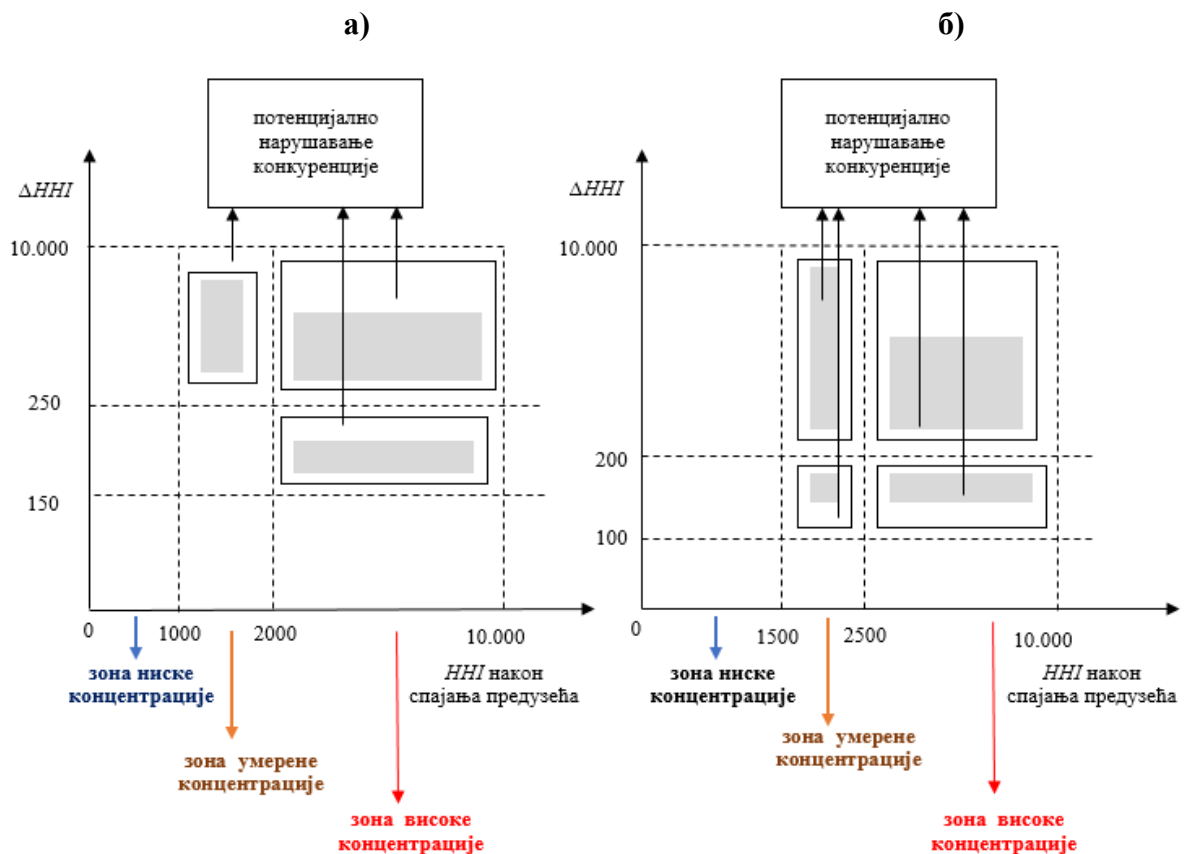 а)
потенцијално
нарушавање
конкуренције
ΔHHI
10.000
250
150
0
1000
2000
10.000
зона ниске
концентрације
HHI након
спајања предузећа
зона умерене
концентрације
зона високе
концентрације
б)
потенцијално
нарушавање
конкуренције
ΔHHI
10.000
200
100
0
1500
2500
10.000
зона ниске
концентрације
HHI након
спајања предузећа
зона умерене
концентрације
зона високе
концентрације